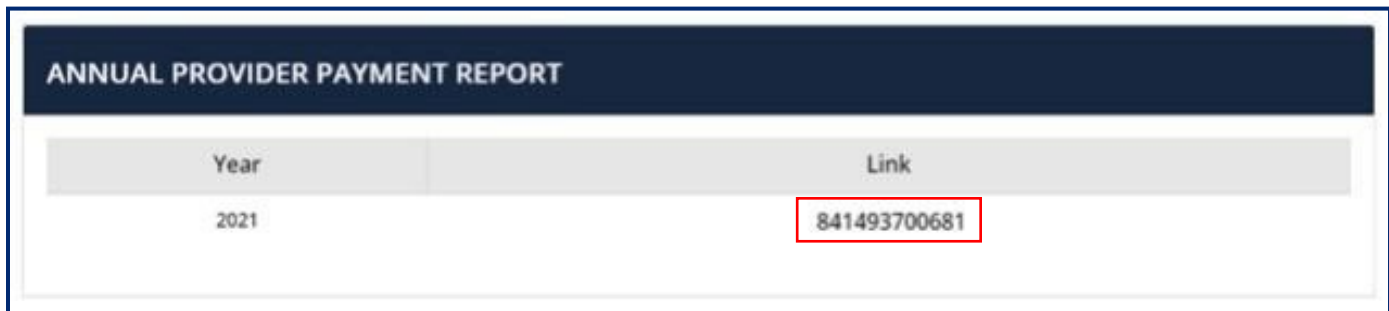 ANNUAL PROVIDER PAYMENT REPORT
Year Link
2021 841493700681